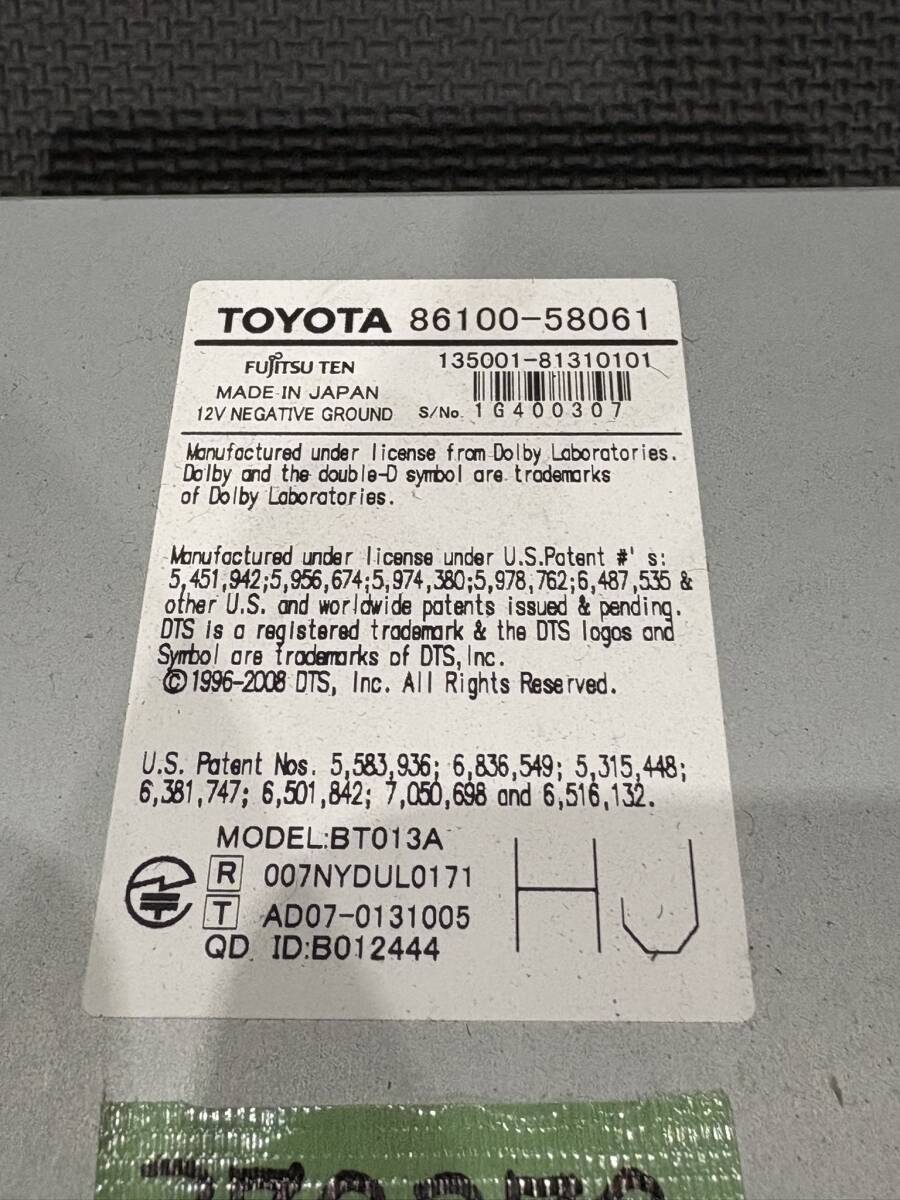 TOYOTA 86100-58061
FUJITSU TEN 135001-81310101
MADE IN JAPAN
12V NEGATIVE GROUND S/No. 1G400307
Manufactured under license from Dolby Laboratories.
Dolby and the double-D symbol are trademarks
of Dolby Laboratories.
Manufactured under license under U.S.Patent #' s:
5,451,942;5,956,674;5,974,380;5,978,762;6,487,535 &
other U.S. and worldwide patents issued & pending.
DTS is a registered trademark & the DTS logos and
Symbol are trademarks of DTS, Inc.
©1996-2008 DTS, Inc. All Rights Reserved.
U.S. Patent Nos. 5,583,936; 6,836,549; 5,315,448;
6,381,747; 6,501,842; 7,050,698 and 6,516,132.
MODEL:BT013A
R 007NYDUL0171
T AD07-0131005
QD ID:B012444
HU